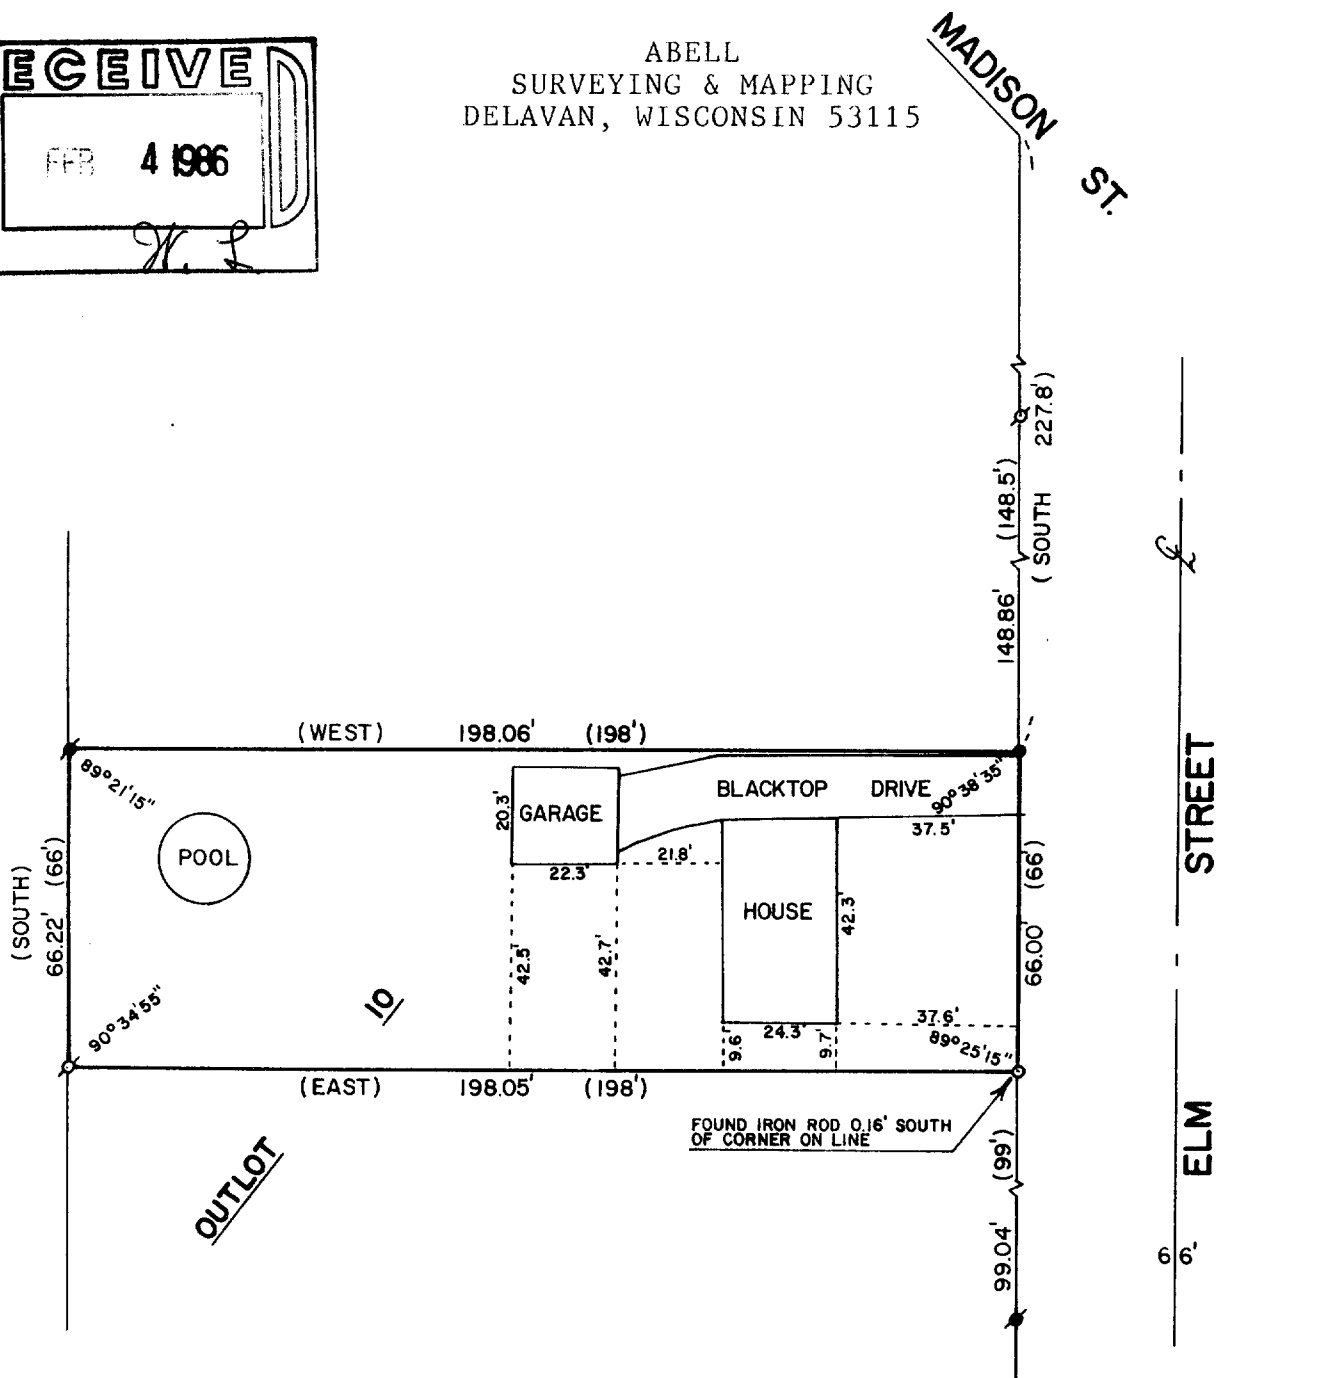 ECEIVED
FEB 4 1986
W. L.
ABELL
SURVEYING & MAPPING
DELAVAN, WISCONSIN 53115
MADISON ST.
(SOUTH 227.8')
(148.5')
148.86'
(WEST) 198.06' (198')
89°21'15"
90°38'35"
BLACKTOP DRIVE
GARAGE
20.3'
22.3'
21.8'
37.5'
POOL
HOUSE
42.3'
(SOUTH)
66.22' (66')
66.00' (66')
42.5'
42.7'
10
90°34'55"
24.3'
37.6'
9.6'
9.7'
89°25'15"
(EAST) 198.05' (198')
FOUND IRON ROD 0.16' SOUTH
OF CORNER ON LINE
OUTLOT
99.04' (99')
ELM STREET
66'